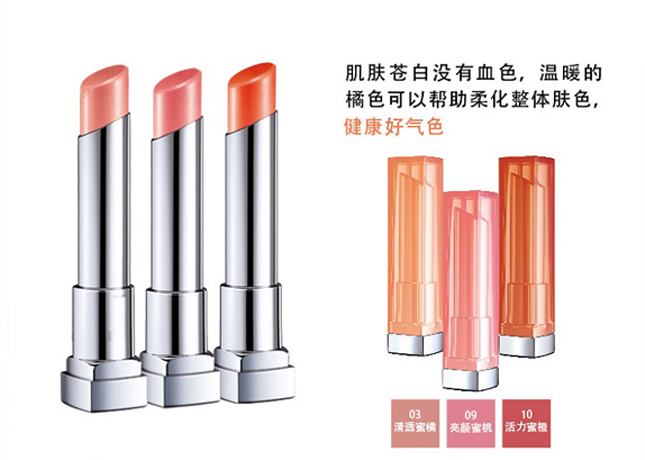 肌肤苍白没有血色，温暖的
橘色可以帮助柔化整体肤色，
健康好气色
03
清透蜜橘
09
亮颜蜜桃
10
活力蜜橙